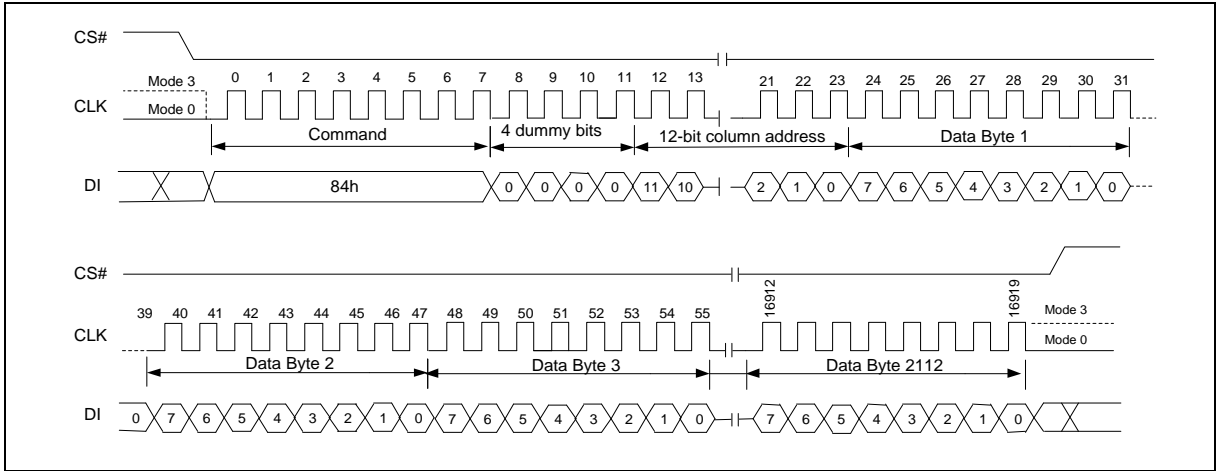 CS#
Mode 3 0 1 2 3 4 5 6 7 8 9 10 11 12 13 21 22 23 24 25 26 27 28 29 30 31
CLK
Mode 0
Command 4 dummy bits 12-bit column address Data Byte 1
DI 84h 0 0 0 0 11 10 2 1 0 7 6 5 4 3 2 1 0
CS#
39 40 41 42 43 44 45 46 47 48 49 50 51 52 53 54 55 16912 16919 Mode 3
CLK
Mode 0
Data Byte 2 Data Byte 3 Data Byte 2112
DI 0 7 6 5 4 3 2 1 0 7 6 5 4 3 2 1 0 7 6 5 4 3 2 1 0